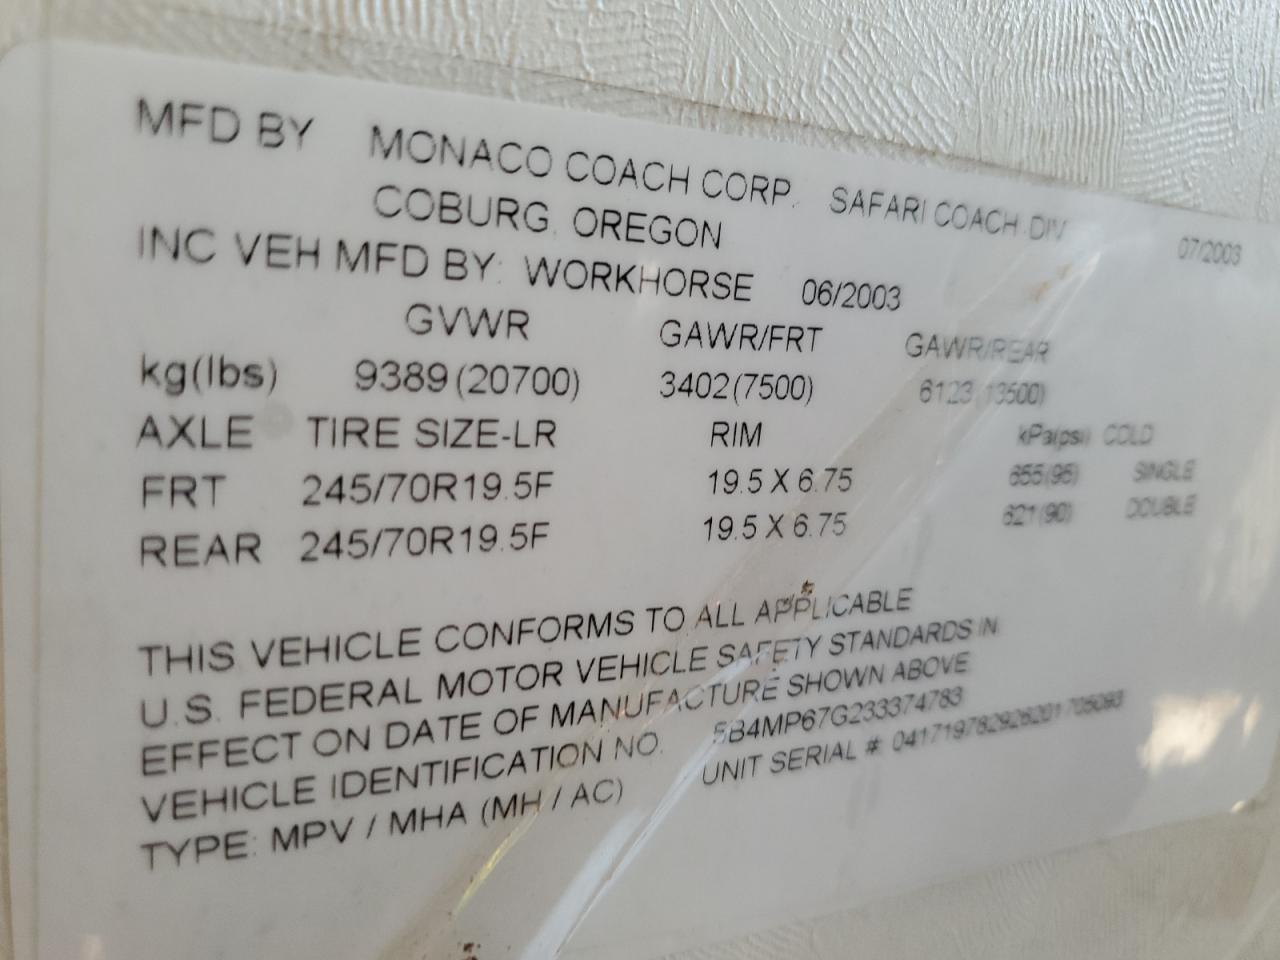 MFD BY MONACO COACH CORP. SAFARI COACH DIV 07/2003
COBURG, OREGON
INC VEH MFD BY: WORKHORSE 06/2003
GVWR GAWR/FRT GAWR/REAR
kg(lbs) 9389(20700) 3402(7500) 6123(13500)
AXLE TIRE SIZE-LR RIM kPa(psi) COLD
FRT 245/70R19.5F 19.5 X 6.75 655(95) SINGLE
REAR 245/70R19.5F 19.5 X 6.75 621(90) DOUBLE
THIS VEHICLE CONFORMS TO ALL APPLICABLE
U.S. FEDERAL MOTOR VEHICLE SAFETY STANDARDS IN
EFFECT ON DATE OF MANUFACTURE SHOWN ABOVE
VEHICLE IDENTIFICATION NO. 5B4MP67G233374783
TYPE: MPV / MHA (MH / AC) UNIT SERIAL #